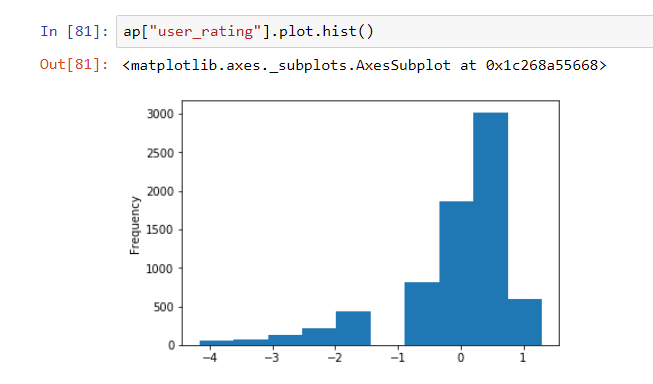 In [81]: ap["user_rating"].plot.hist()
Out[81]: <matplotlib.axes._subplots.AxesSubplot at 0x1c268a55668>
3000
2500
2000
1500
1000
500
0
Frequency
−4 −3 −2 −1 0 1